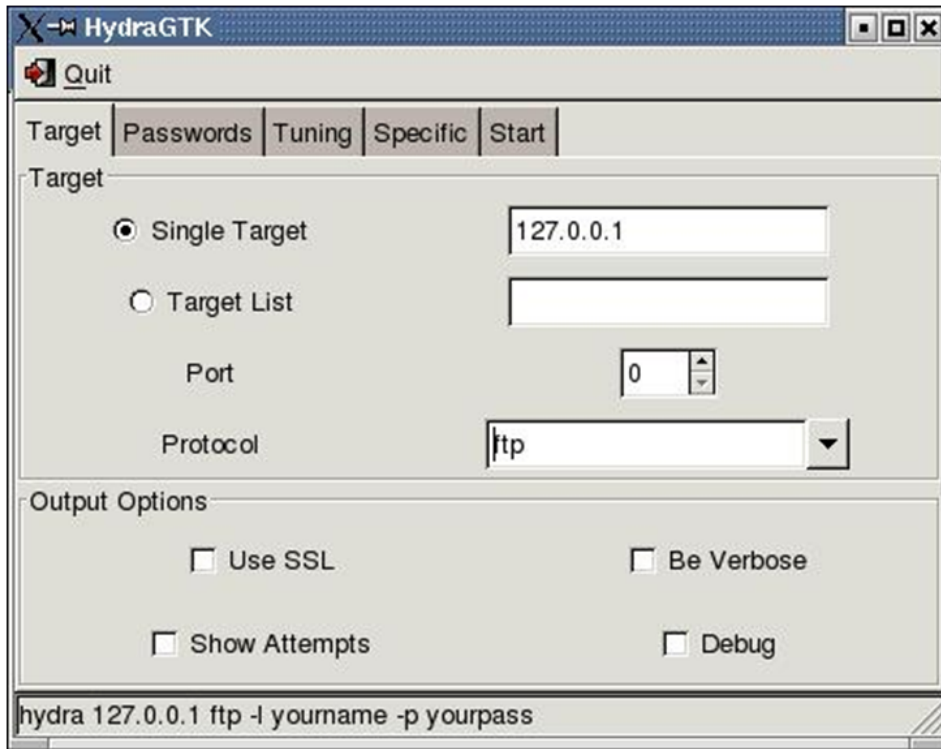 HydraGTK
Quit
Target Passwords Tuning Specific Start
Target
Single Target 127.0.0.1
Target List
Port 0
Protocol ftp
Output Options
Use SSL Be Verbose
Show Attempts Debug
hydra 127.0.0.1 ftp -l yourname -p yourpass